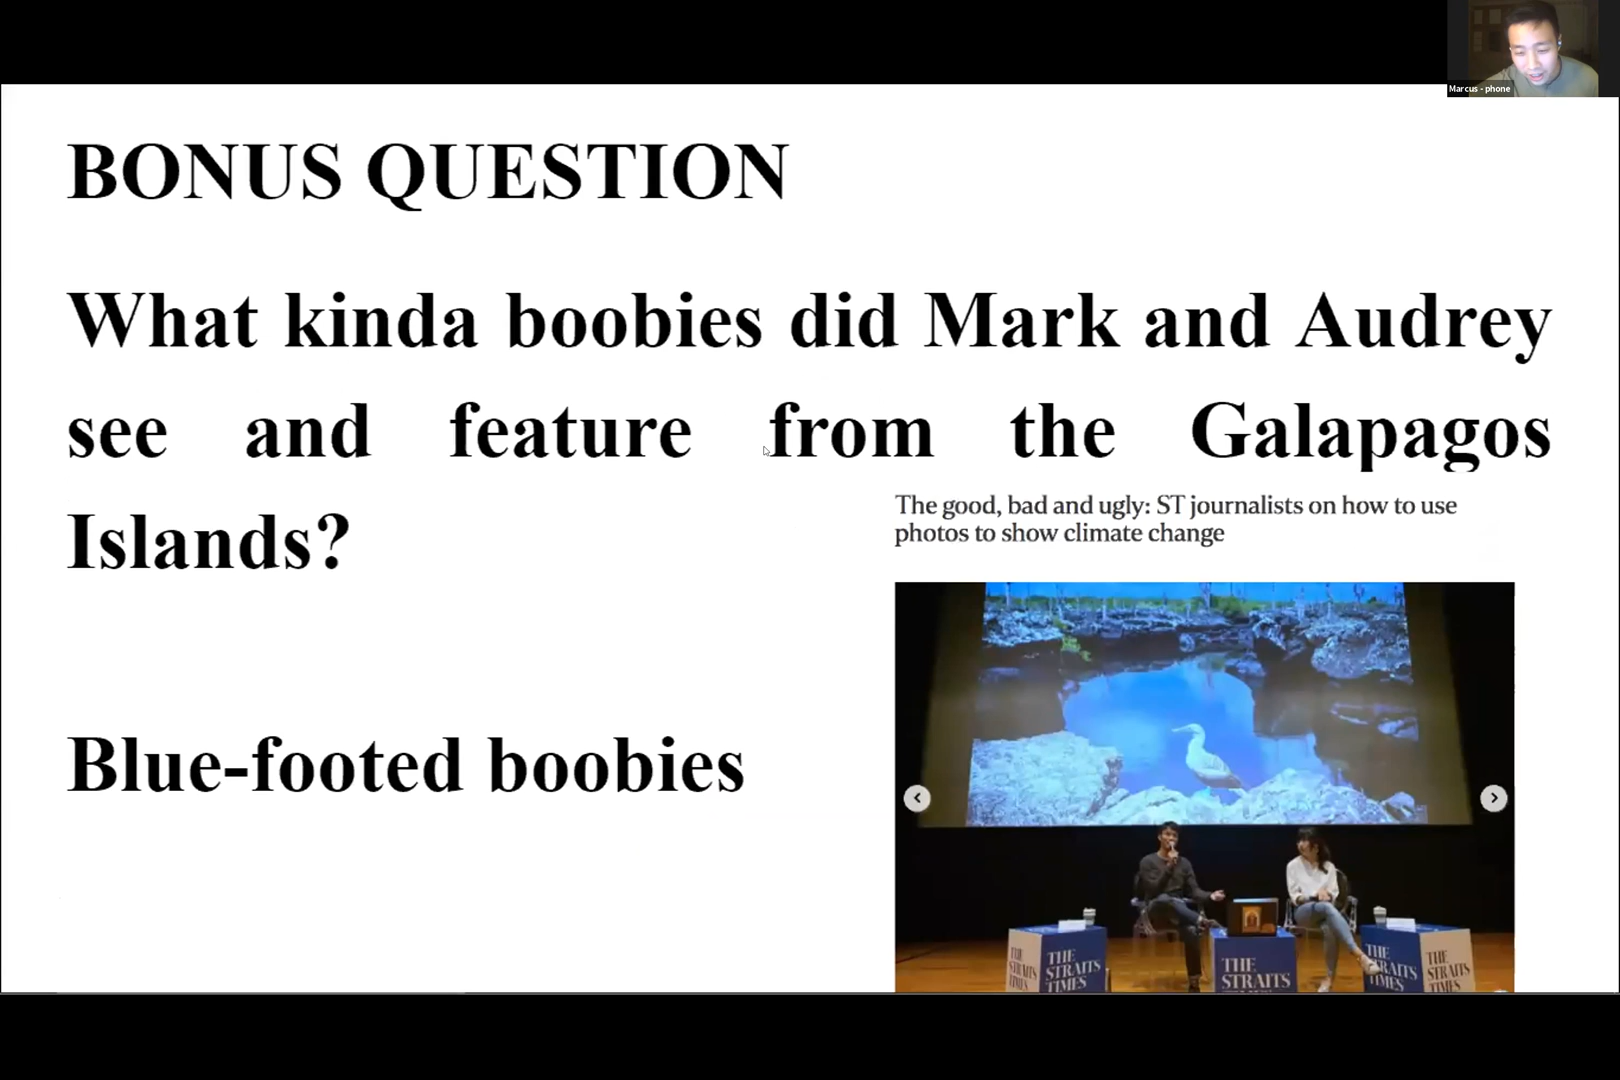 Marcus - phone
BONUS QUESTION
What kinda boobies did Mark and Audrey
see and feature from the Galapagos
Islands?
The good, bad and ugly: ST journalists on how to use
photos to show climate change
Blue-footed boobies
THE
STRAITS
TIMES
THE
STRAITS
TIMES
THE
STRAITS
THE
STRAITS
TIMES
THE
STRAITS
TIMES